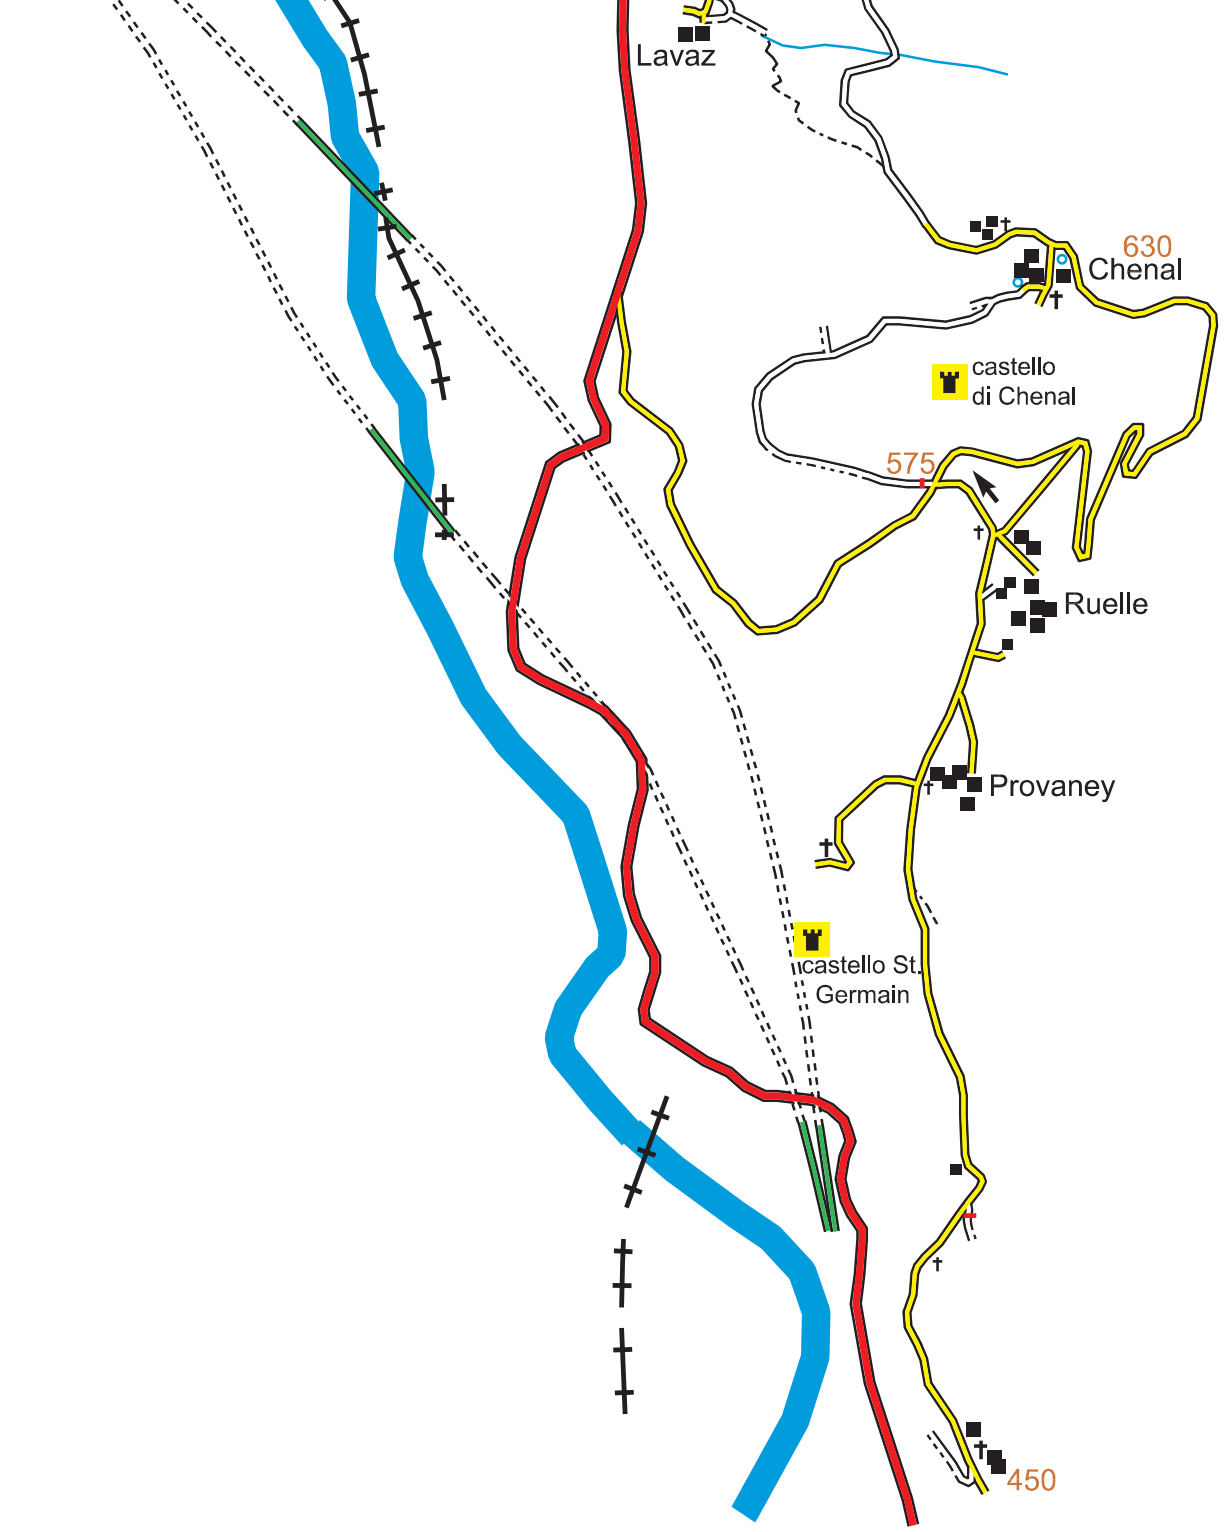 Lavaz
630
Chenal
castello
di Chenal
575
Ruelle
Provaney
castello St.
Germain
450